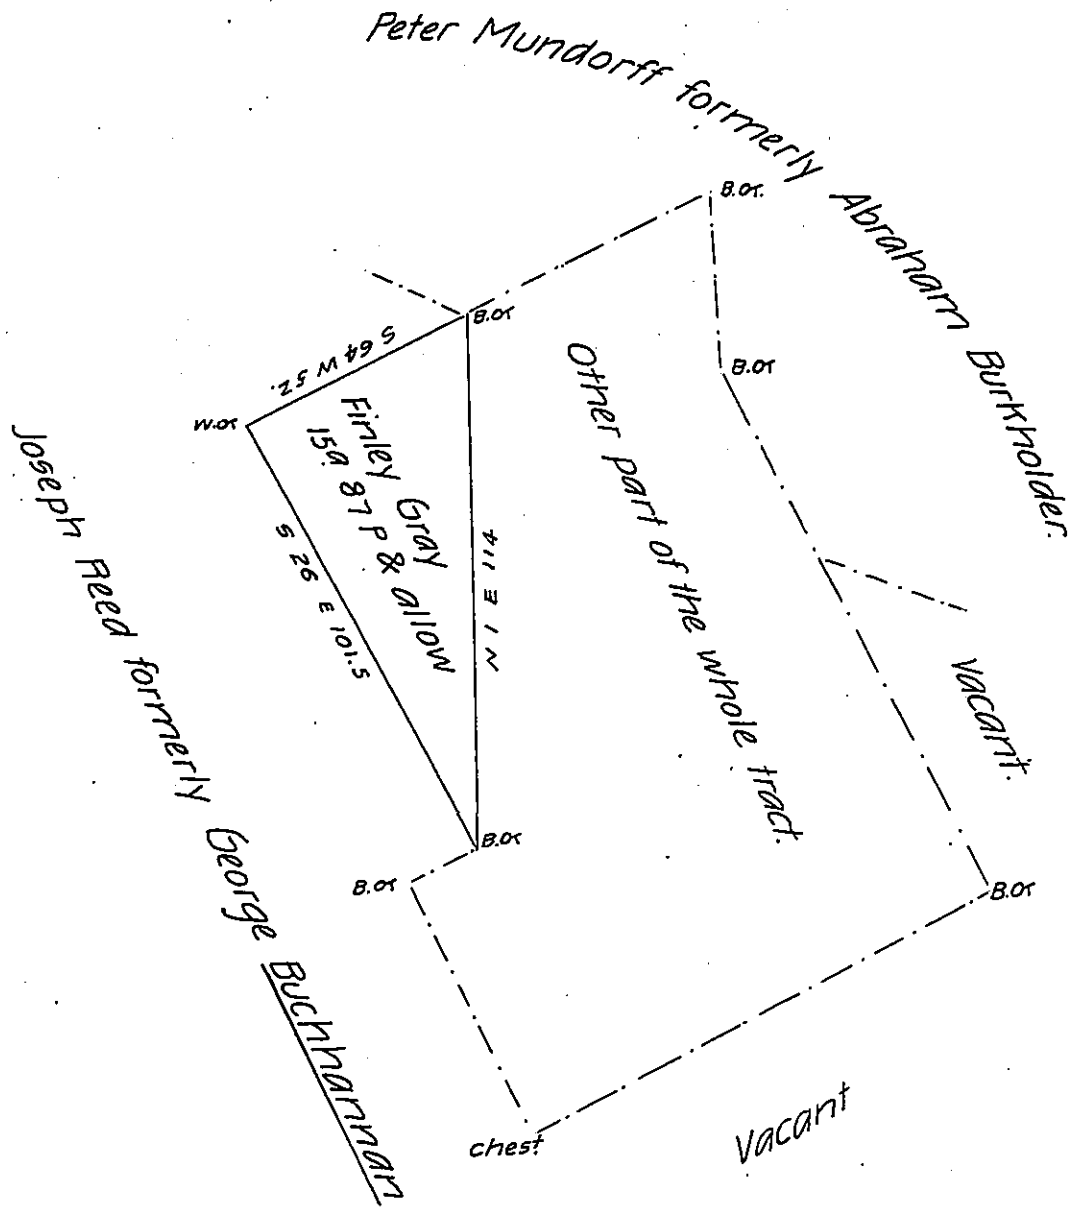 Peter Mundorff formerly Abraham Burkholder.
B.OT.
B.OT
S 64 W 52.
B.OT
W.OT
Finley Gray
15a. 87 P & allow
N 1 E 114
S 26 E 101.5
Other part of the whole tract.
Vacant.
Joseph Reed formerly George Buchhannan
B.OT
B.OT
B.OT
Chest.
Vacant